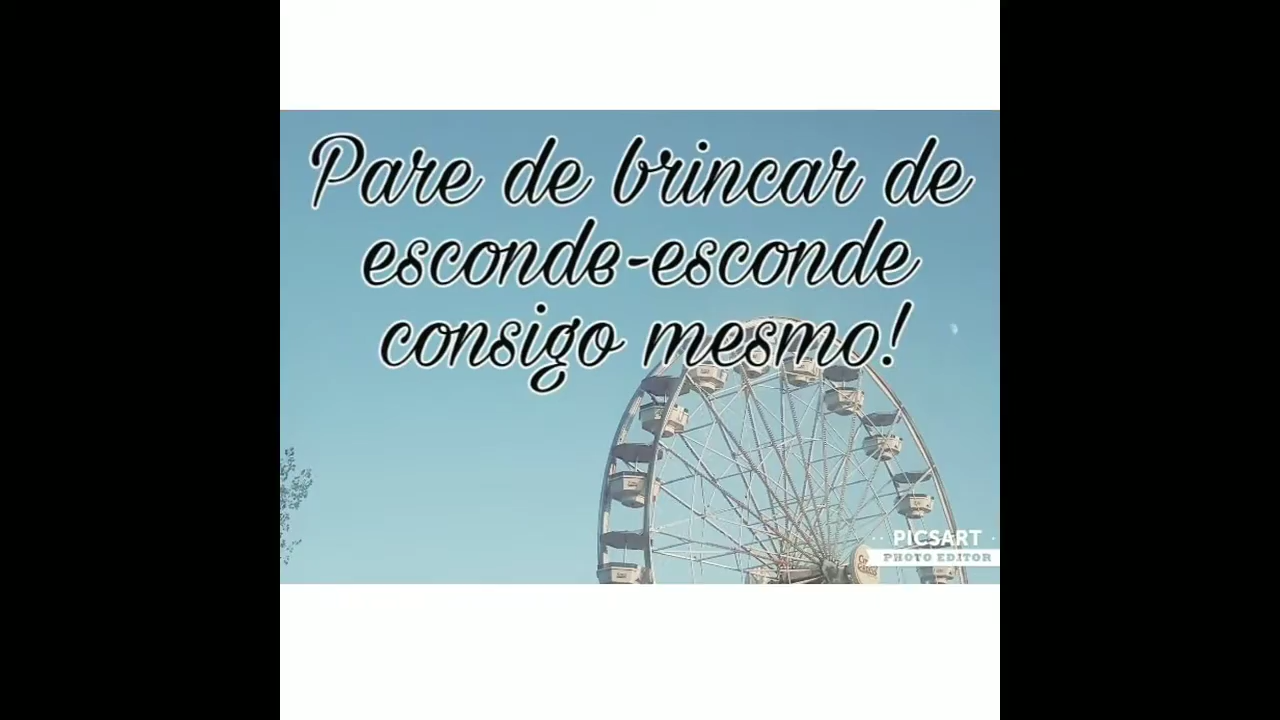 Pare de brincar de
esconde-esconde
consigo mesmo!
PICSART
PHOTO EDITOR